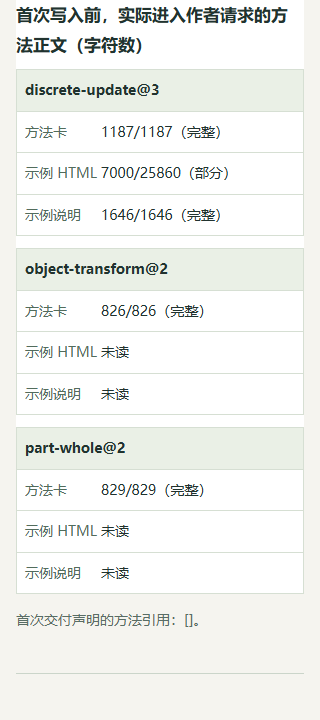 首次写入前，实际进入作者请求的方
法正文（字符数）
discrete-update@3
方法卡 1187/1187（完整）
示例 HTML 7000/25860（部分）
示例说明 1646/1646（完整）
object-transform@2
方法卡 826/826（完整）
示例 HTML 未读
示例说明 未读
part-whole@2
方法卡 829/829（完整）
示例 HTML 未读
示例说明 未读
首次交付声明的方法引用：[]。